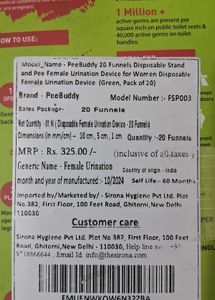 1 Million +
active germs are present per
square inch on public toilet seats &
40,000 active germs on toilet
handles.
HOW TO USE:
Model_Name - PeeBuddy 20 Funnels Disposable Stand
and Pee Female Urination Device for Women Disposable
Female Urination Device (Green, Pack of 20)
Brand - PeeBuddy
Model Number :- FSP003
Sales Package- 20 Funnels
Net Quantity - 01 N ( Disposable Female Urination Device - 20 Funnels)
Dimensions (in mm/cm) - 10 cm , 5 cm , 1 cm
Quantity -20 Funnels
MRP : Rs. 325.00 /-
(inclusive of all taxes )
Generic Name - Female Urination
Country of origin - India
month and year of manufactured : - 10/2024
Self Life - 60 Months
Imported by/Marketed by/- Sirona Hygiene Pvt Ltd. Plot
No.382, First Floor, 100 Feet Road, Ghitorni,New Delhi -
110030
Customer care
Sirona Hygiene Pvt Ltd. Plot No.382, First Floor, 100 Feet
Road, Ghitorni,New Delhi - 110030, Help line no +91
9718866644 , Email Id: info@thesirona.com